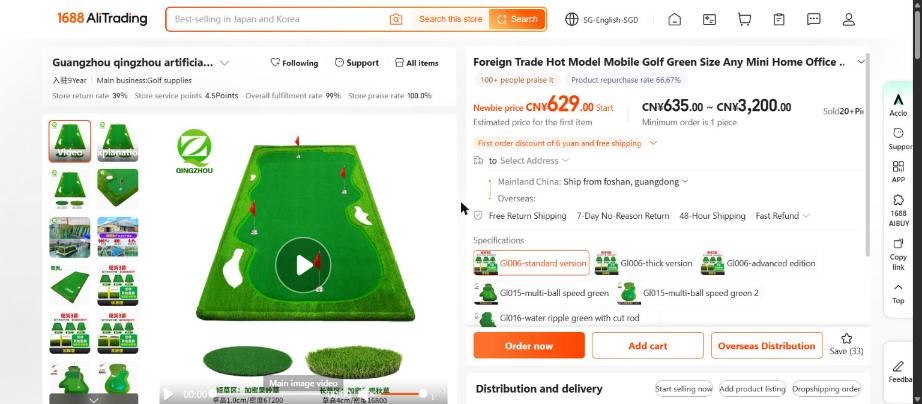 1688 AliTrading
Best-selling in Japan and Korea
Search this store
Search
SG-English-SGD
Guangzhou qingzhou artificia...
Following
Support
All items
入驻9Year | Main business:Golf supplies
Store return rate 39% Store service points 4.5Points Overall fulfillment rate 99% Store praise rate 100.0%
Video
QINGZHOU
00:00
Main image video
Foreign Trade Hot Model Mobile Golf Green Size Any Mini Home Office ..
100+ people praise it
Product repurchase rate 66.67%
Newbie price CN¥629.00 Start
Estimated price for the first item
CN¥635.00 ~ CN¥3,200.00
Minimum order is 1 piece
Sold20+Pi
First order discount of 6 yuan and free shipping
to Select Address
Mainland China: Ship from foshan, guangdong
Overseas:
Free Return Shipping 7-Day No-Reason Return 48-Hour Shipping Fast Refund
Specifications
GI006-standard version
GI006-thick version
GI006-advanced edition
GI015-multi-ball speed green
GI015-multi-ball speed green 2
GI016-water ripple green with cut rod
Order now
Add cart
Overseas Distribution
Save (33)
Distribution and delivery
Start selling now
Add product listing
Dropshipping order
Accio
Suppor
APP
1688
AIBUY
Copy
link
Top
Feedba